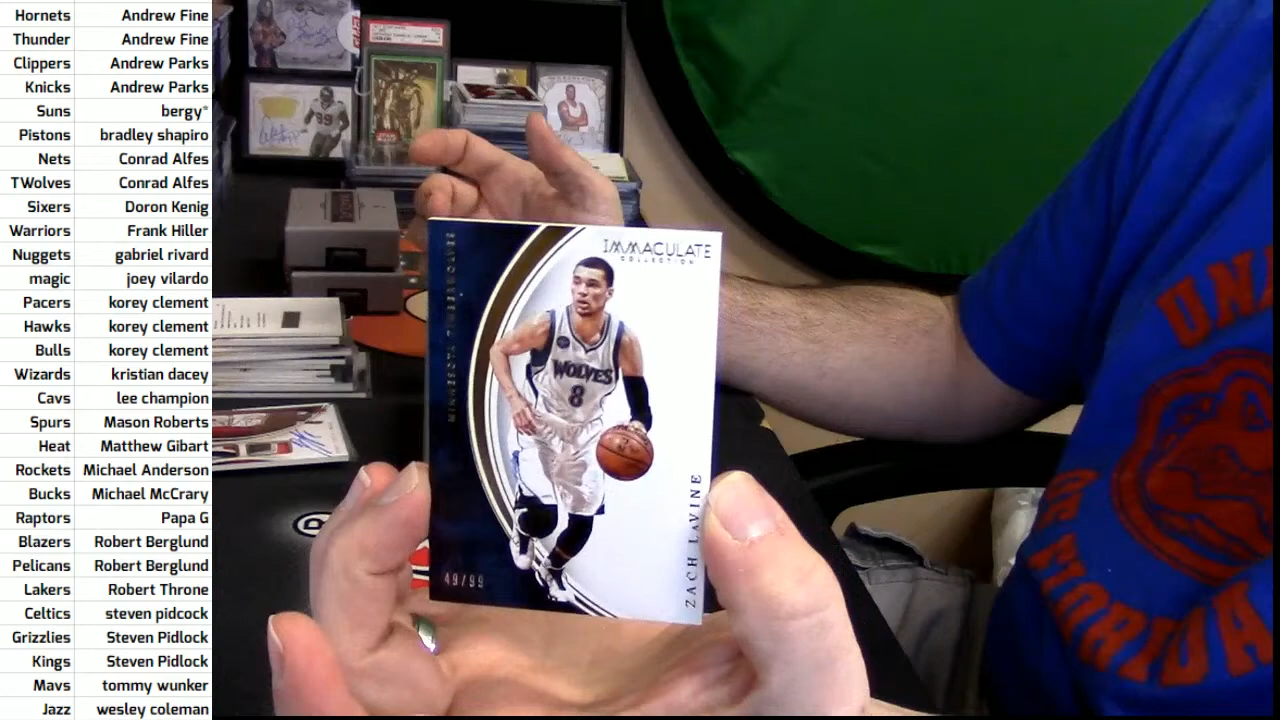 Hornets Andrew Fine
Thunder Andrew Fine
Clippers Andrew Parks
Knicks Andrew Parks
Suns bergy*
Pistons bradley shapiro
Nets Conrad Alfes
TWolves Conrad Alfes
Sixers Doron Kenig
Warriors Frank Hiller
Nuggets gabriel rivard
magic joey vilardo
Pacers korey clement
Hawks korey clement
Bulls korey clement
Wizards kristian dacey
Cavs lee champion
Spurs Mason Roberts
Heat Matthew Gibart
Rockets Michael Anderson
Bucks Michael McCrary
Raptors Papa G
Blazers Robert Berglund
Pelicans Robert Berglund
Lakers Robert Throne
Celtics steven pidcock
Grizzlies Steven Pidlock
Kings Steven Pidlock
Mavs tommy wunker
Jazz wesley coleman
IMMACULATE
COLLECTION
WOLVES
8
ZACH LaVINE
49/99
99
OF FLORIDA